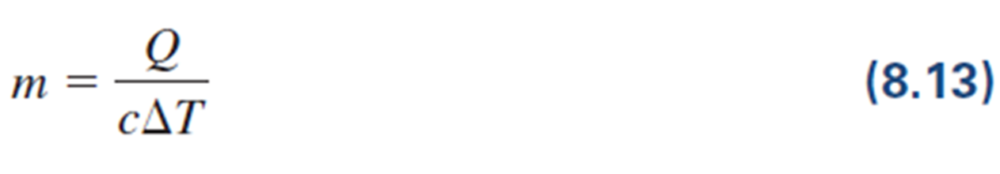 m = Q / cΔT (8.13)